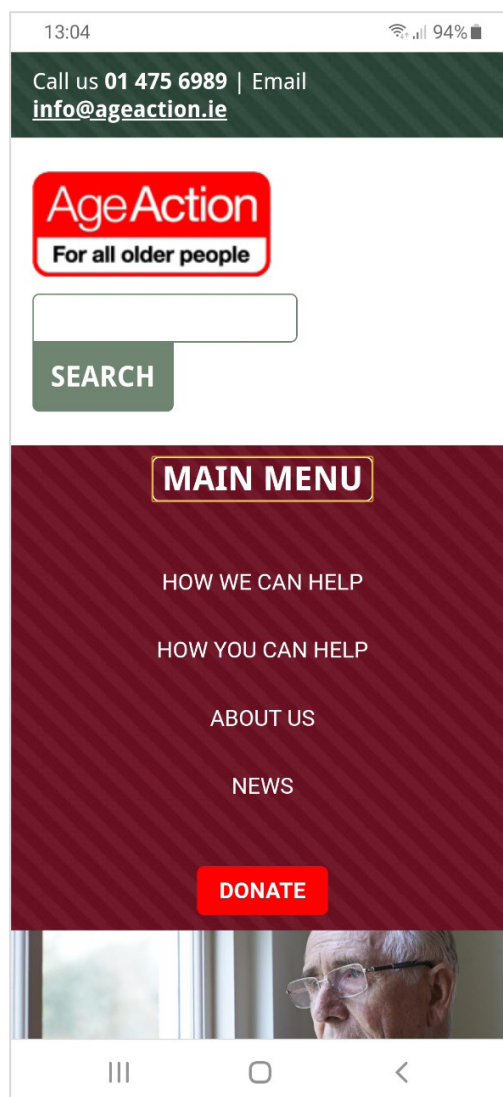 13:04 94%
Call us 01 475 6989 | Email
info@ageaction.ie
AgeAction
For all older people
SEARCH
MAIN MENU
HOW WE CAN HELP
HOW YOU CAN HELP
ABOUT US
NEWS
DONATE